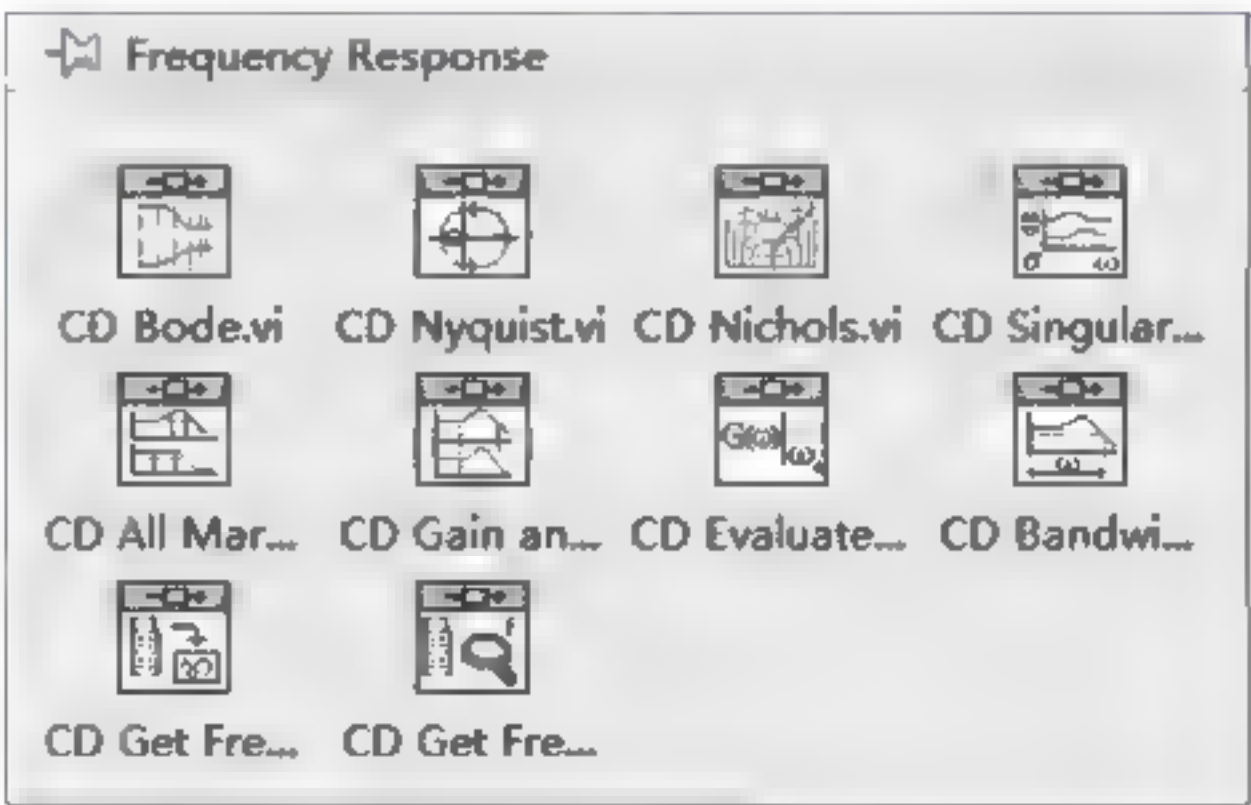 Frequency Response
CD Bode.vi CD Nyquist.vi CD Nichols.vi CD Singular...
CD All Mar... CD Gain an... CD Evaluate... CD Bandwi...
CD Get Fre... CD Get Fre...